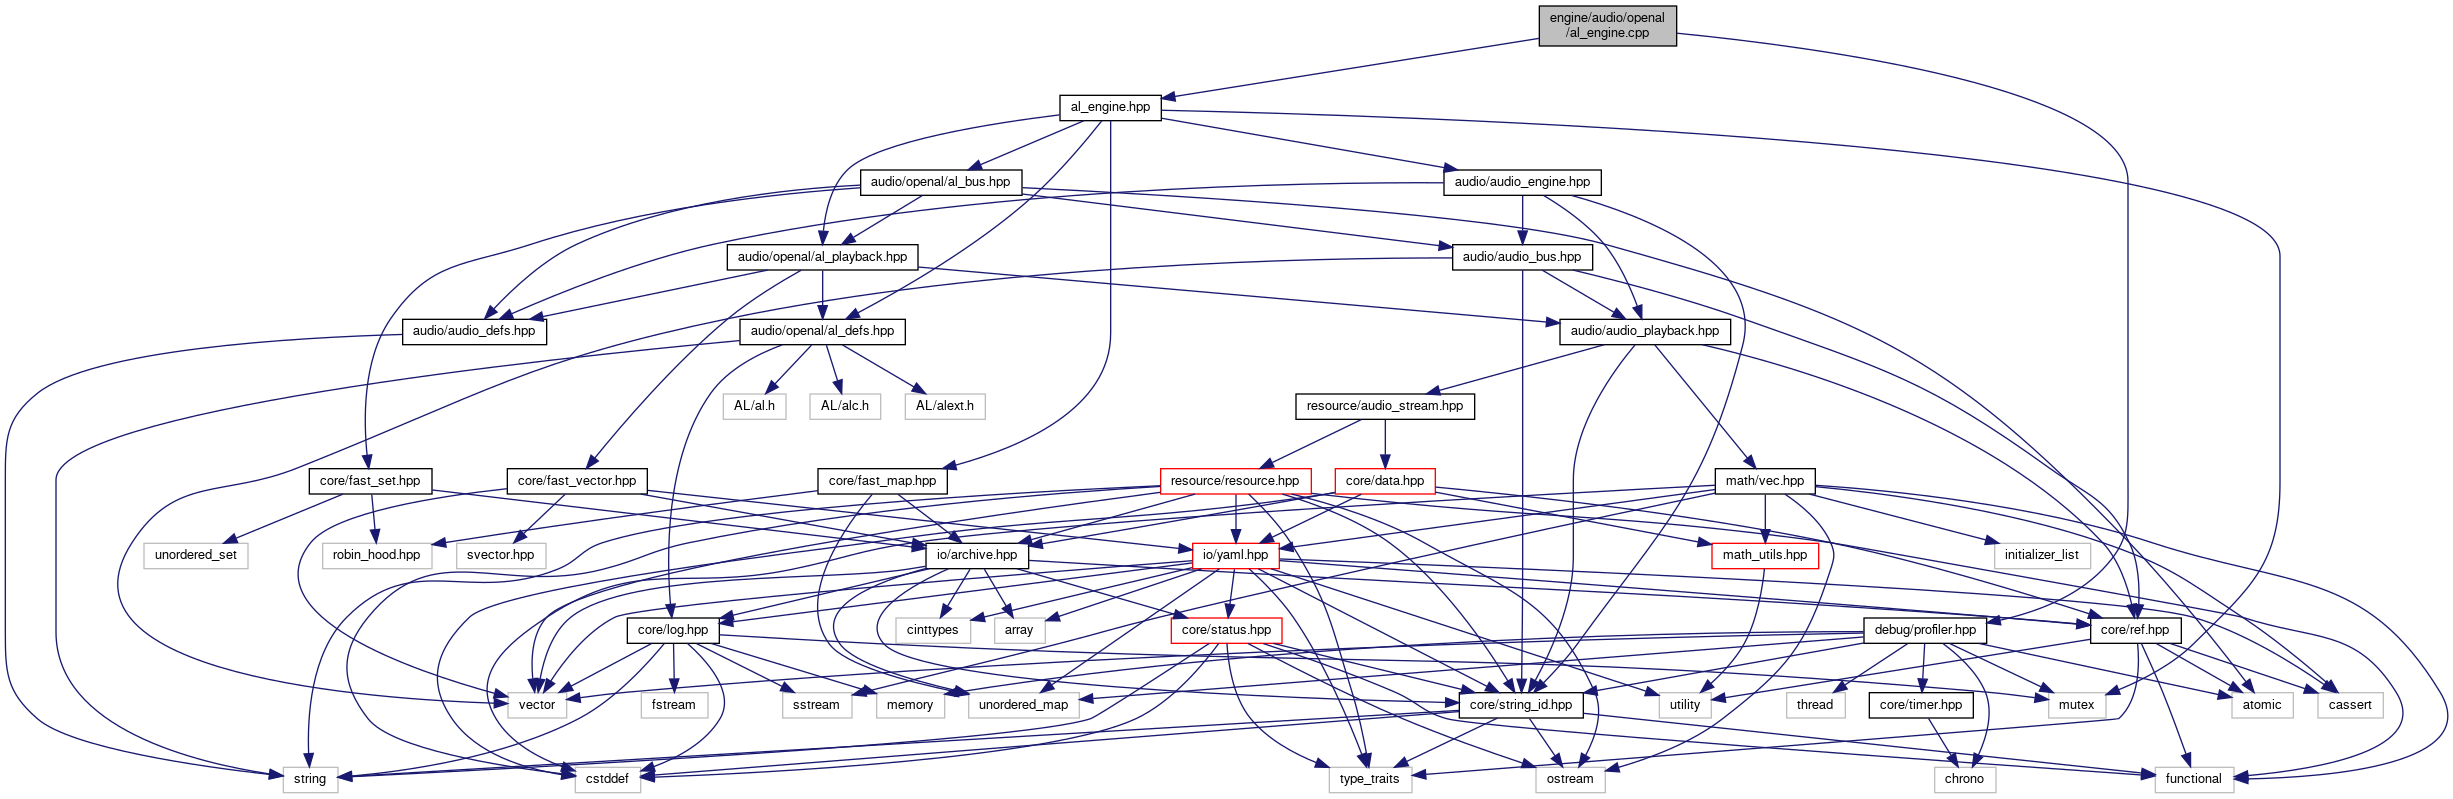 engine/audio/openal
/al_engine.cpp
al_engine.hpp
audio/openal/al_bus.hpp
audio/audio_engine.hpp
audio/openal/al_playback.hpp
audio/audio_bus.hpp
audio/audio_defs.hpp
audio/openal/al_defs.hpp
audio/audio_playback.hpp
AL/al.h
AL/alc.h
AL/alext.h
resource/audio_stream.hpp
core/fast_set.hpp
core/fast_vector.hpp
core/fast_map.hpp
resource/resource.hpp
core/data.hpp
math/vec.hpp
unordered_set
robin_hood.hpp
svector.hpp
io/archive.hpp
io/yaml.hpp
math_utils.hpp
initializer_list
core/log.hpp
cinttypes
array
core/status.hpp
debug/profiler.hpp
core/ref.hpp
vector
fstream
sstream
memory
unordered_map
core/string_id.hpp
utility
thread
core/timer.hpp
mutex
atomic
cassert
string
cstddef
type_traits
ostream
chrono
functional